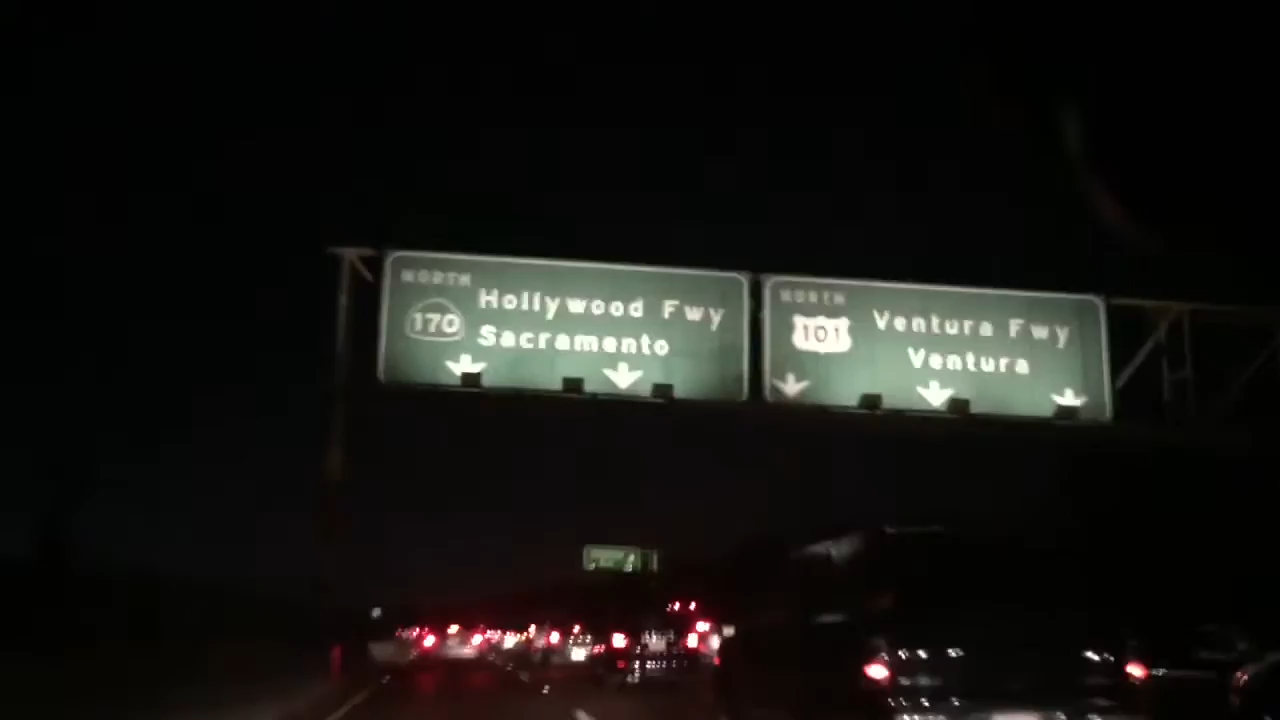 NORTH
170
Hollywood Fwy
Sacramento
NORTH
101
Ventura Fwy
Ventura